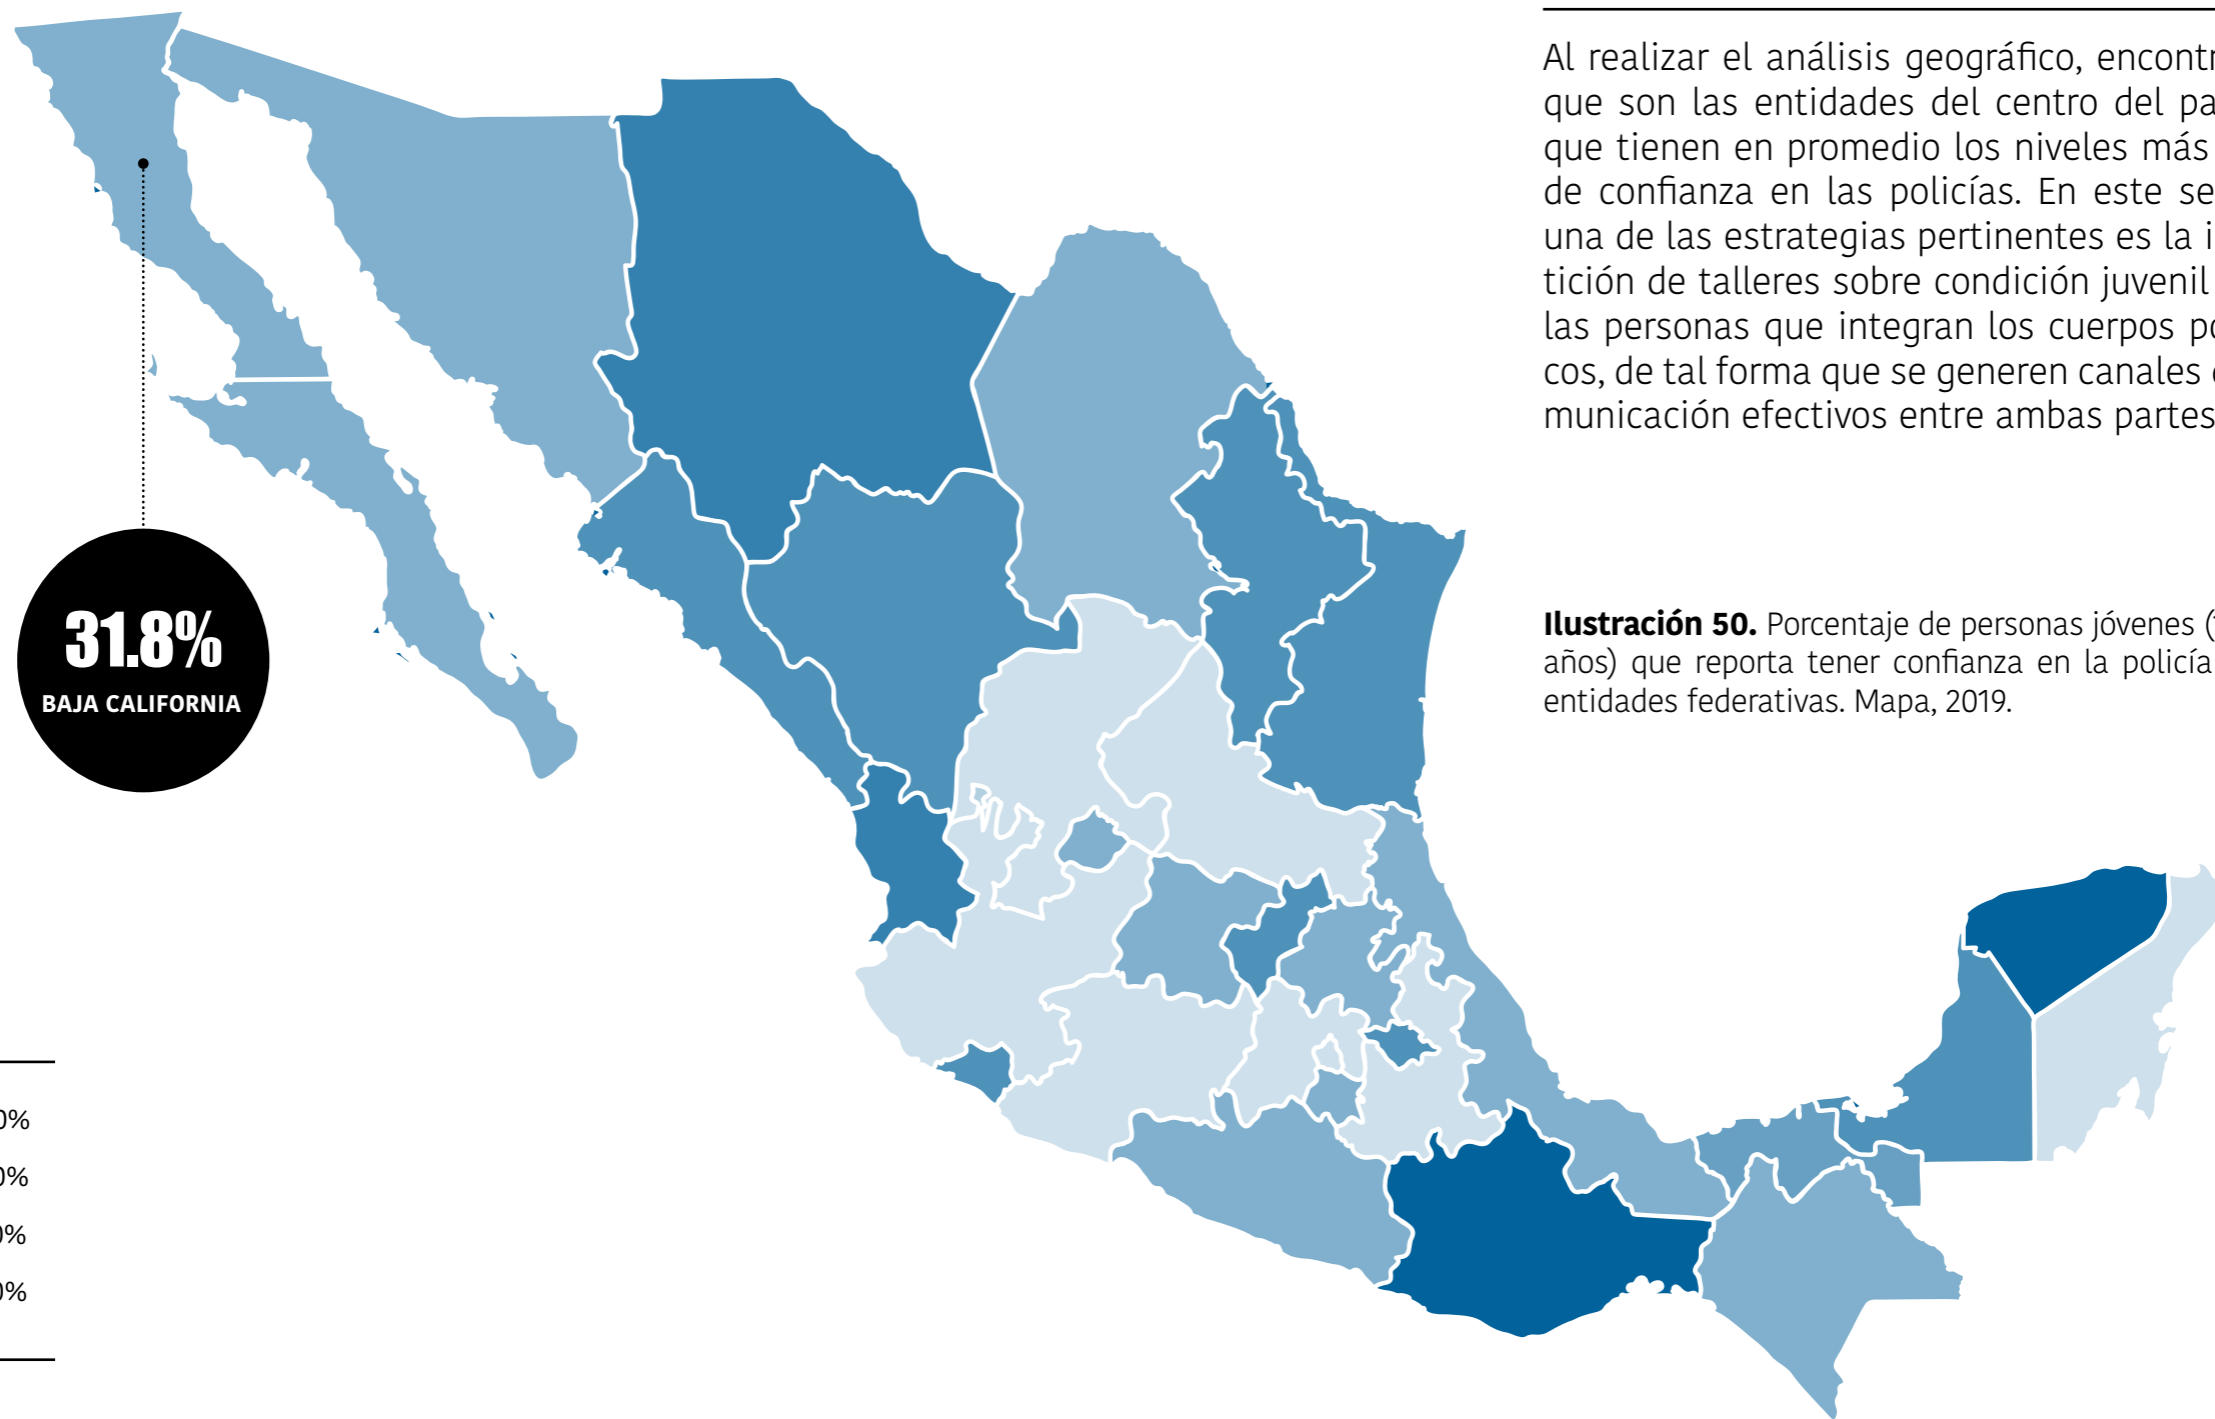 Al realizar el análisis geográfico,
que son las entidades del centro del
que tienen en promedio los niveles más
de confianza en las policías. En este
una de las estrategias pertinentes es la
tición de talleres sobre condición juvenil
las personas que integran los cuerpos
cos, de tal forma que se generen canales
municación efectivos entre ambas partes
Ilustración 50. Porcentaje de personas jóvenes
años) que reporta tener confianza en la policía
entidades federativas. Mapa, 2019.
31.8%
BAJA CALIFORNIA
0%
0%
0%
0%